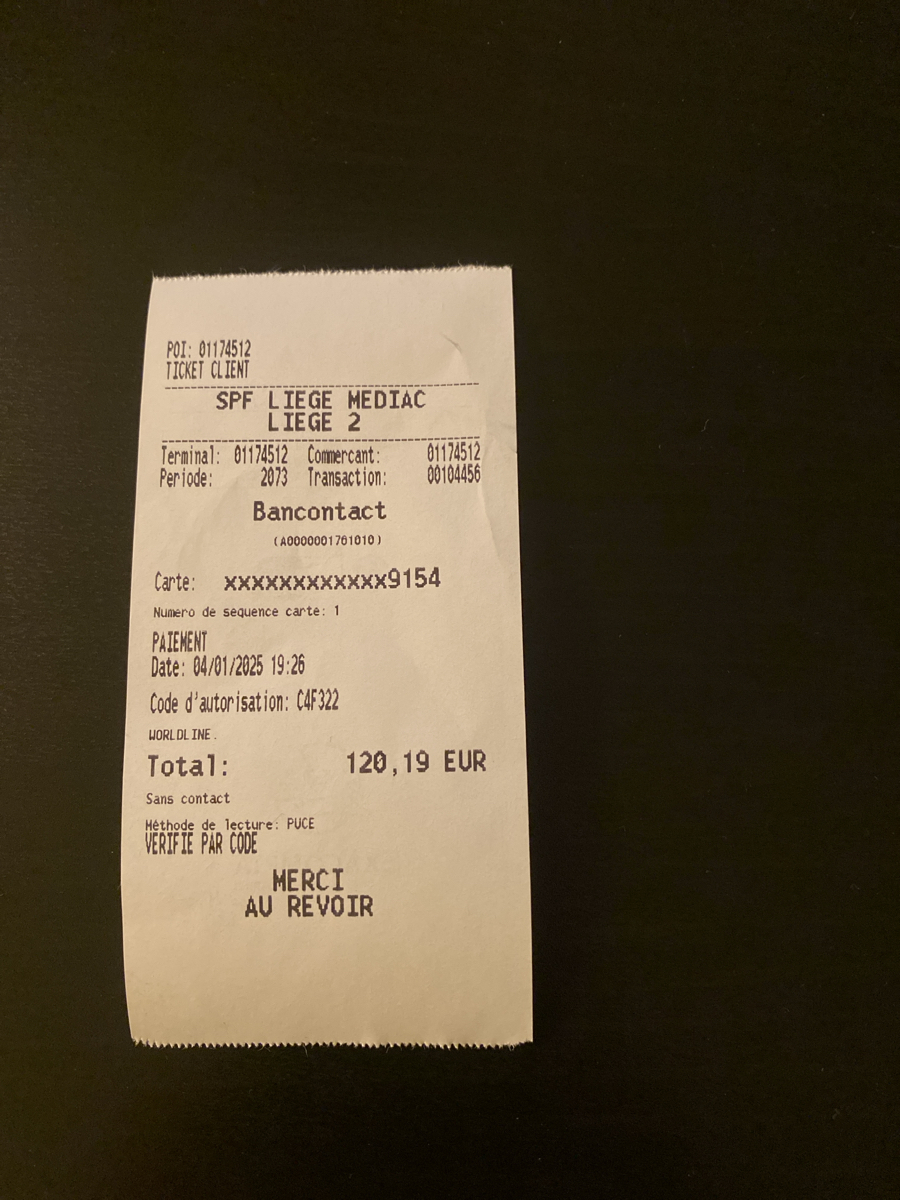 POI: 01174512
TICKET CLIENT
SPF LIEGE MEDIAC
LIEGE 2
Terminal: 01174512 Commercant: 01174512
Periode: 2073 Transaction: 00104456
Bancontact
(A0000001761010)
Carte: xxxxxxxxxxxx9154
Numero de sequence carte: 1
PAIEMENT
Date: 04/01/2025 19:26
Code d'autorisation: C4F322
WORLDLINE.
Total: 120,19 EUR
Sans contact
Méthode de lecture: PUCE
VERIFIE PAR CODE
MERCI
AU REVOIR